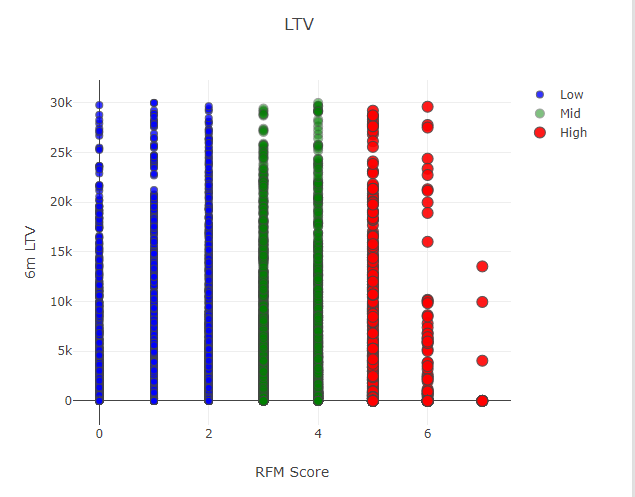 LTV
30k
25k
20k
15k
10k
5k
0
6m LTV
0
2
4
6
RFM Score
Low
Mid
High